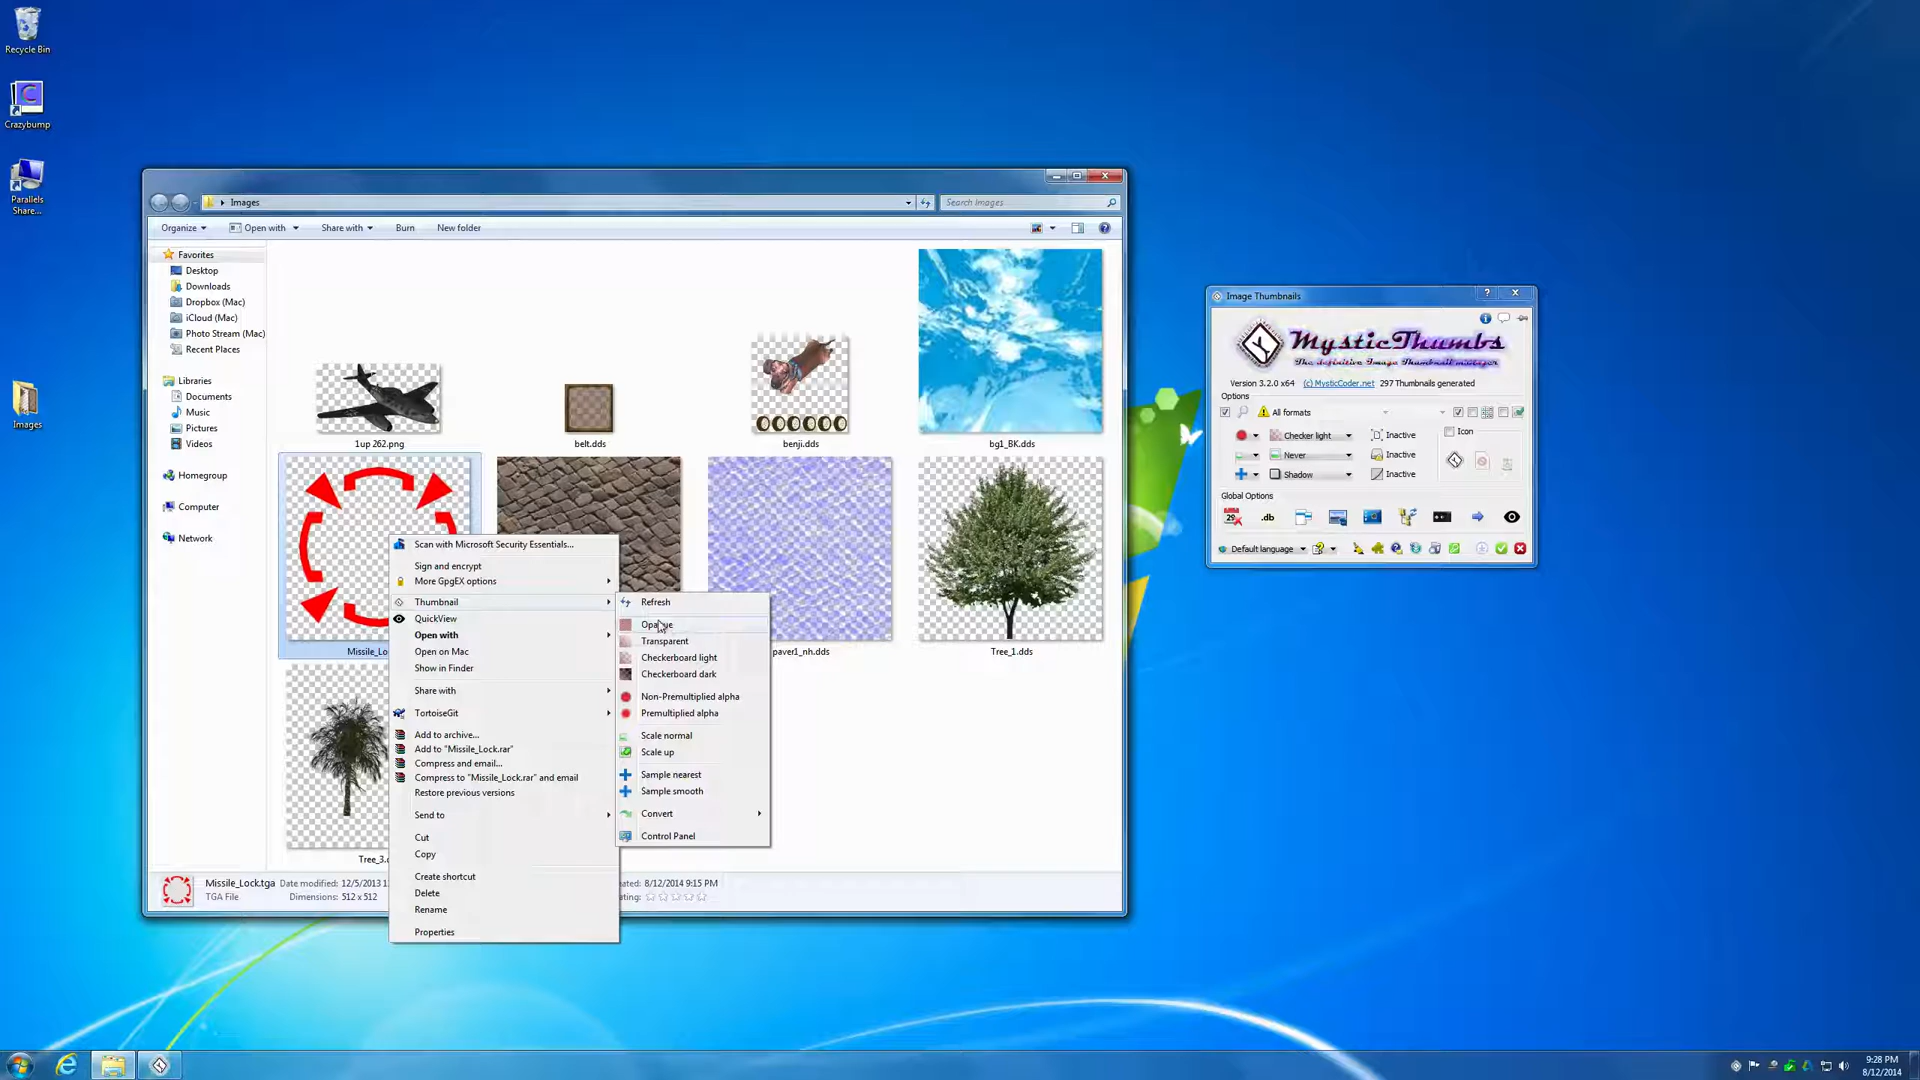 Recycle Bin
Crazybump
Parallels
Share...
Images
Images
Search Images
Organize
Open with
Share with
Burn
New folder
Favorites
Desktop
Downloads
Dropbox (Mac)
iCloud (Mac)
Photo Stream (Mac)
Recent Places
Libraries
Documents
Music
Pictures
Videos
Homegroup
Computer
Network
1up 262.png
belt.dds
benji.dds
bg1_BK.dds
Missile_Lo
paver1_nh.dds
Tree_1.dds
Tree_3.
Scan with Microsoft Security Essentials...
Sign and encrypt
More GpgEX options
Thumbnail
QuickView
Open with
Open on Mac
Show in Finder
Share with
TortoiseGit
Add to archive...
Add to "Missile_Lock.rar"
Compress and email...
Compress to "Missile_Lock.rar" and email
Restore previous versions
Send to
Cut
Copy
Create shortcut
Delete
Rename
Properties
Refresh
Opaque
Transparent
Checkerboard light
Checkerboard dark
Non-Premultiplied alpha
Premultiplied alpha
Scale normal
Scale up
Sample nearest
Sample smooth
Convert
Control Panel
Missile_Lock.tga Date modified: 12/5/2013 1
ated: 8/12/2014 9:15 PM
TGA File Dimensions: 512 x 512
ating:
Image Thumbnails
MysticThumbs
The definitive Image Thumbnail manager
Version 3.2.0 x64 (c) MysticCoder.net 297 Thumbnails generated
Options
All formats
Checker light
Inactive
Icon
Never
Inactive
Shadow
Inactive
Global Options
29
.db
Default language
9:28 PM
8/12/2014